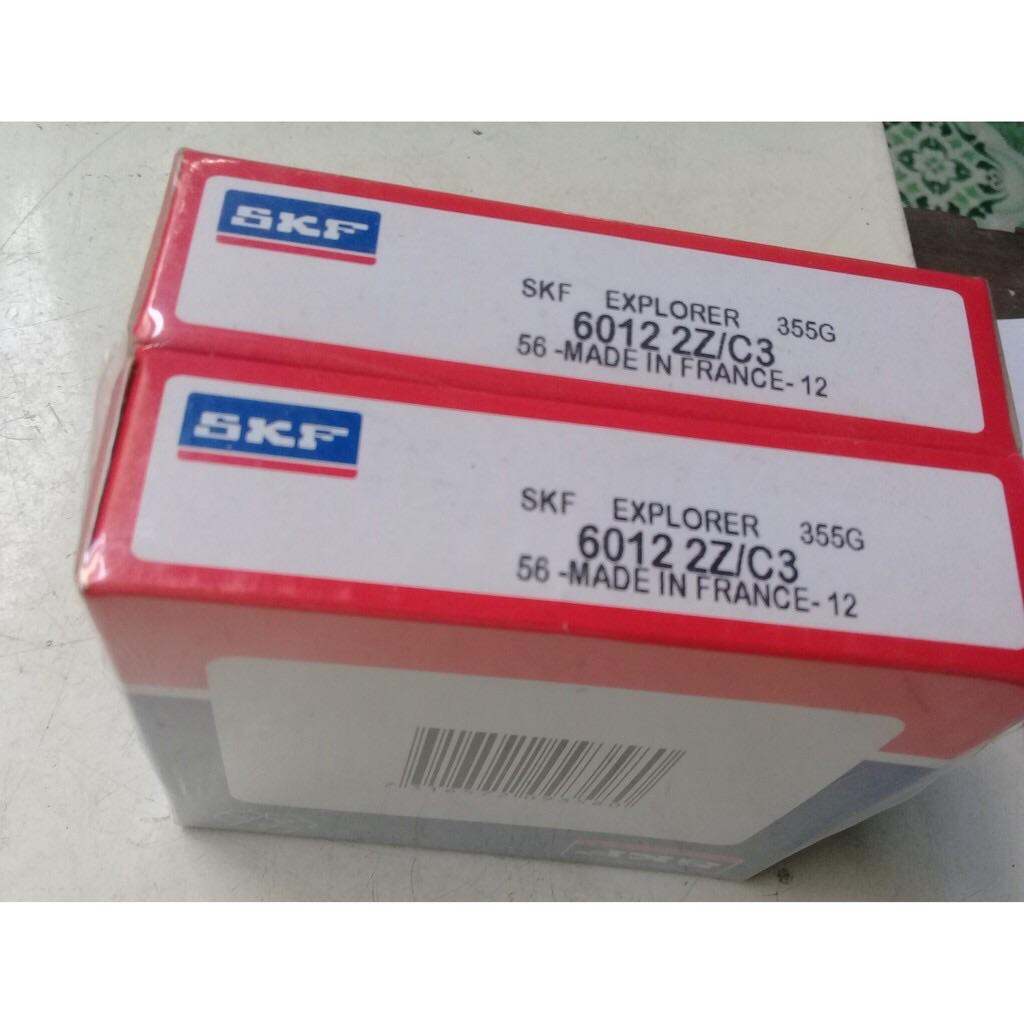 SKF
SKF EXPLORER 355G
6012 2Z/C3
56 -MADE IN FRANCE- 12
SKF
SKF EXPLORER 355G
6012 2Z/C3
56 -MADE IN FRANCE- 12
SKF